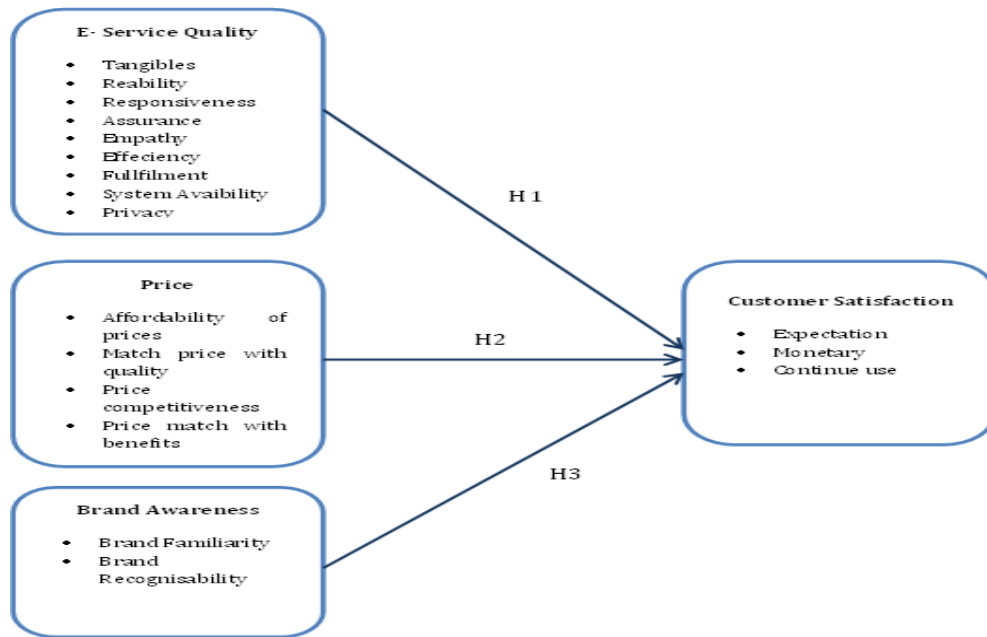 E- Service Quality
• Tangibles
• Reability
• Responsiveness
• Assurance
• Empathy
• Effeciency
• Fullfilment
• System Avaibility
• Privacy
H1
Price
• Affordability of
prices
• Match price with
quality
• Price
competitiveness
• Price match with
benefits
H2
Customer Satisfaction
• Expectation
• Monetary
• Continue use
H3
Brand Awareness
• Brand Familiarity
• Brand
Recognisability